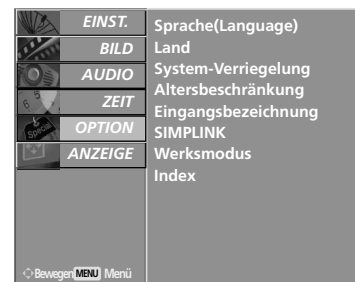 EINST.
BILD
AUDIO
ZEIT
Special
OPTION
ANZEIGE
Bewegen MENU Menü
Sprache(Language)
Land
System-Verriegelung
Altersbeschränkung
Eingangsbezeichnung
SIMPLINK
Werksmodus
Index